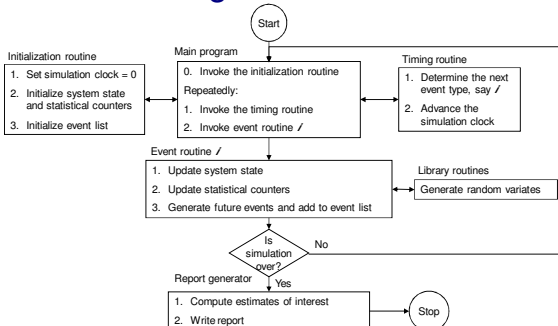 Start
Initialization routine
1. Set simulation clock = 0
2. Initialize system state
and statistical counters
3. Initialize event list
Main program
0. Invoke the initialization routine
Repeatedly:
1. Invoke the timing routine
2. Invoke event routine i
Timing routine
1. Determine the next
event type, say i
2. Advance the
simulation clock
Event routine i
1. Update system state
2. Update statistical counters
3. Generate future events and add to event list
Library routines
Generate random variates
Is
simulation
over?
No
Yes
Report generator
1. Compute estimates of interest
2. Write report
Stop